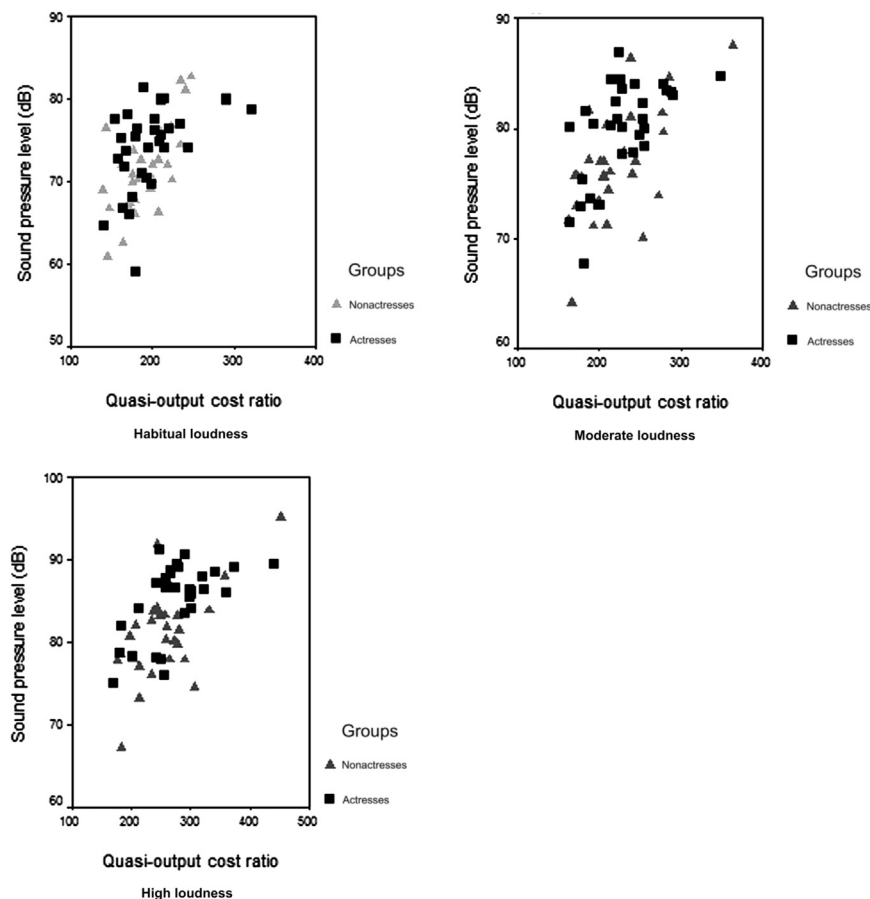 90
80
70
60
50
100 200 300 400
Sound pressure level (dB)
Quasi-output cost ratio
Habitual loudness
Groups
Nonactresses
Actresses
90
80
70
60
100 200 300 400
Sound pressure level (dB)
Quasi-output cost ratio
Moderate loudness
Groups
Nonactresses
Actresses
100
90
80
70
60
100 200 300 400 500
Sound pressure level (dB)
Quasi-output cost ratio
High loudness
Groups
Nonactresses
Actresses